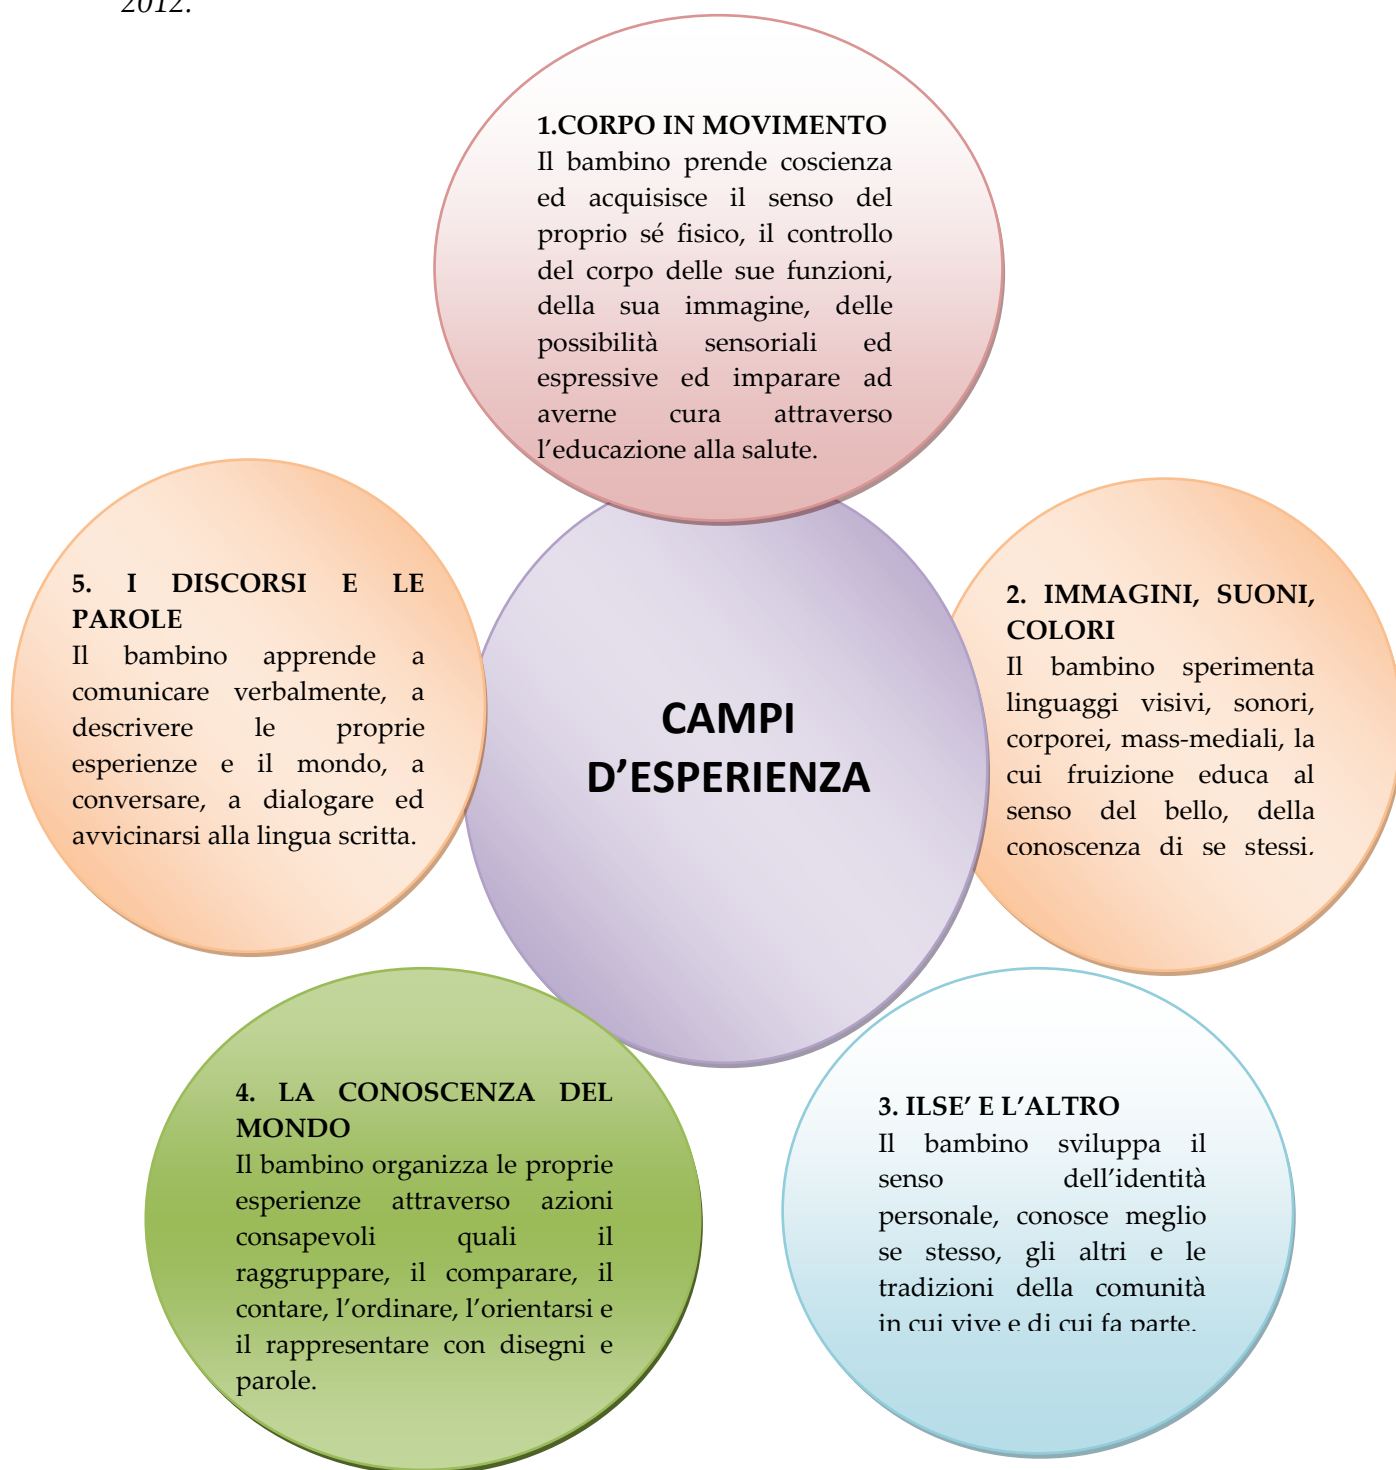 2012.
1.CORPO IN MOVIMENTO
Il bambino prende coscienza
ed acquisisce il senso del
proprio sé fisico, il controllo
del corpo delle sue funzioni,
della sua immagine, delle
possibilità sensoriali ed
espressive ed imparare ad
averne cura attraverso
l’educazione alla salute.
2. IMMAGINI, SUONI,
COLORI
Il bambino sperimenta
linguaggi visivi, sonori,
corporei, mass-mediali, la
cui fruizione educa al
senso del bello, della
conoscenza di se stessi.
3. ILSE’ E L’ALTRO
Il bambino sviluppa il
senso dell’identità
personale, conosce meglio
se stesso, gli altri e le
tradizioni della comunità
in cui vive e di cui fa parte.
4. LA CONOSCENZA DEL
MONDO
Il bambino organizza le proprie
esperienze attraverso azioni
consapevoli quali il
raggruppare, il comparare, il
contare, l’ordinare, l’orientarsi e
il rappresentare con disegni e
parole.
5. I DISCORSI E LE
PAROLE
Il bambino apprende a
comunicare verbalmente, a
descrivere le proprie
esperienze e il mondo, a
conversare, a dialogare ed
avvicinarsi alla lingua scritta.
CAMPI
D’ESPERIENZA